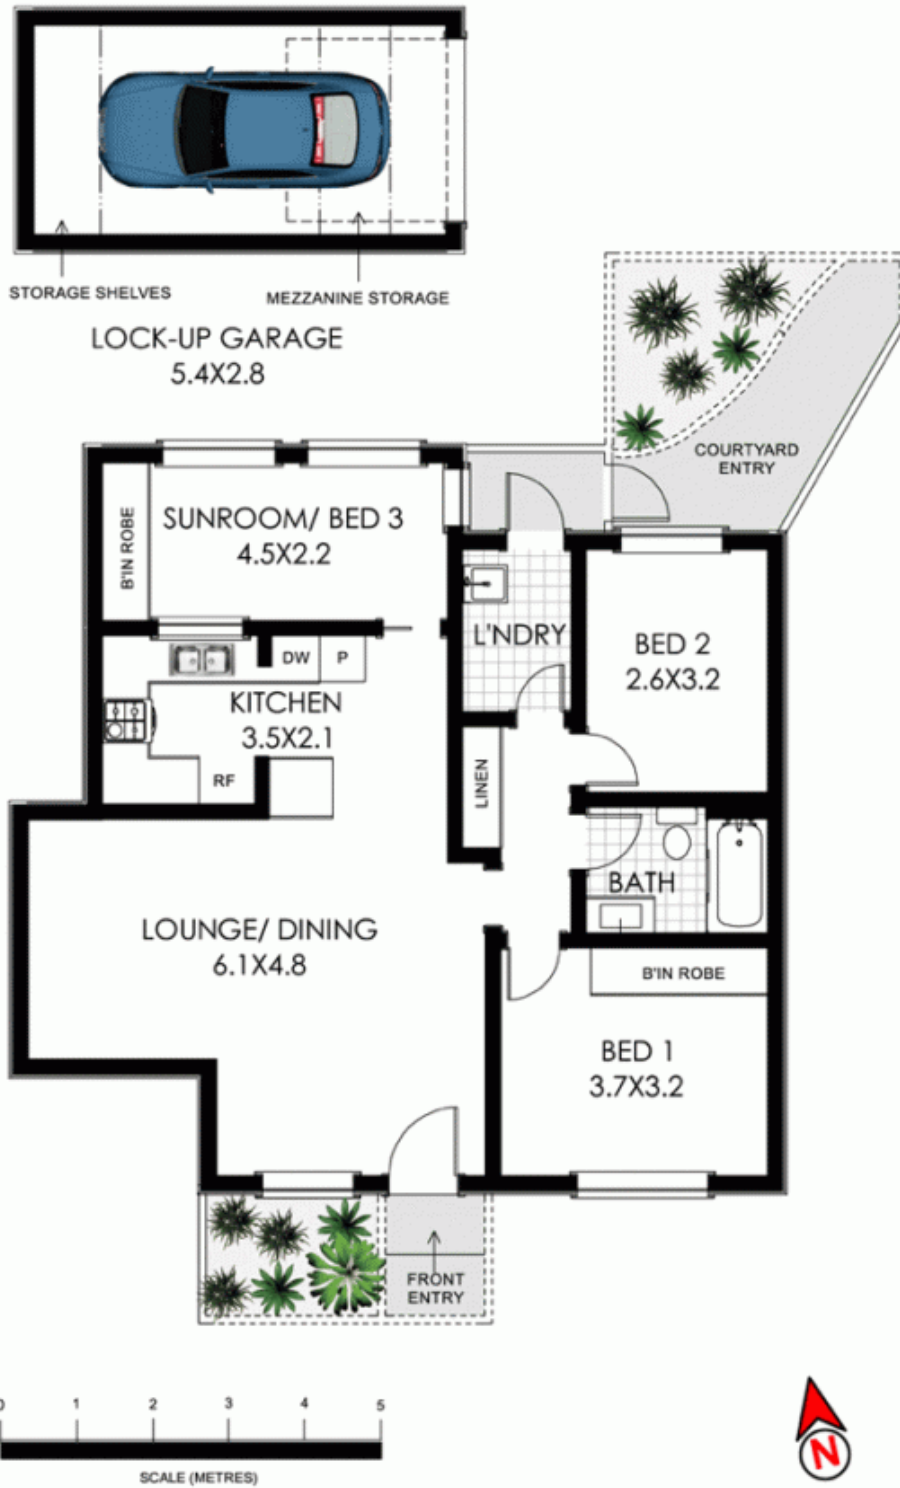 STORAGE SHELVES
MEZZANINE STORAGE
LOCK-UP GARAGE
5.4X2.8
COURTYARD
ENTRY
B'IN ROBE
SUNROOM/ BED 3
4.5X2.2
L'NDRY
BED 2
2.6X3.2
DW
P
KITCHEN
3.5X2.1
RF
LINEN
BATH
LOUNGE/ DINING
6.1X4.8
B'IN ROBE
BED 1
3.7X3.2
FRONT
ENTRY
0 1 2 3 4 5
SCALE (METRES)
N